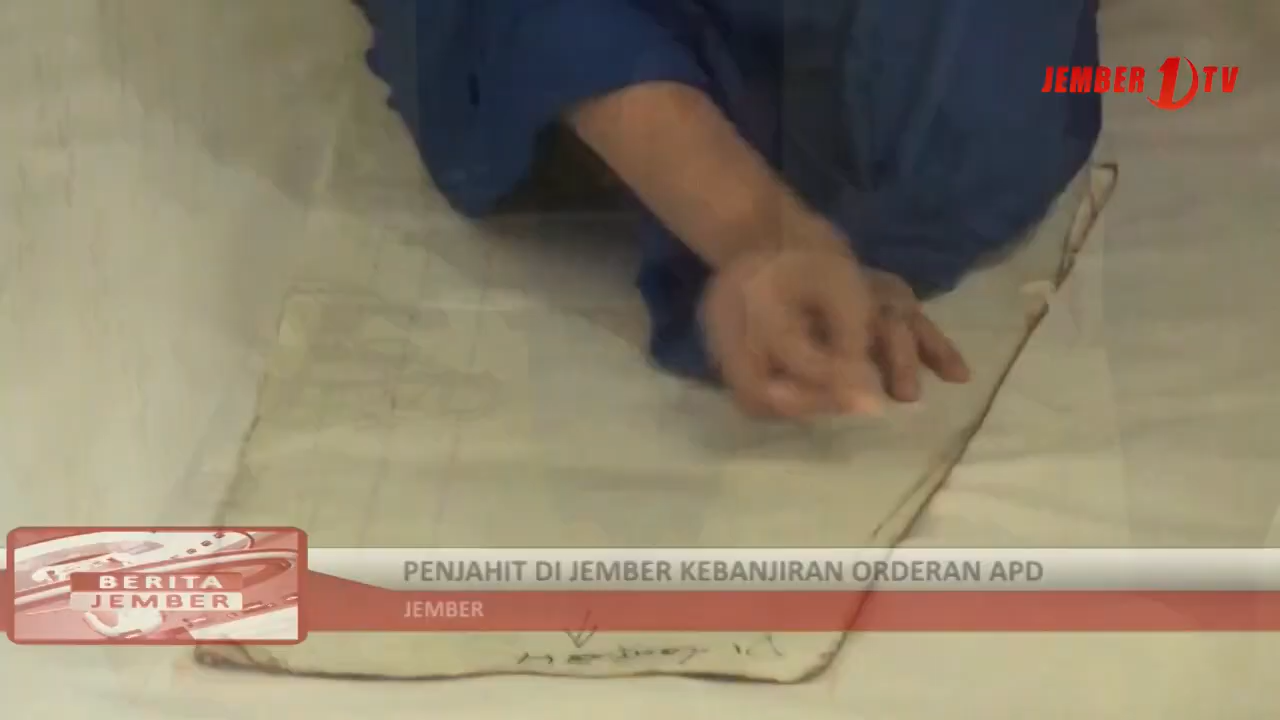 JEMBER 1 TV
PENJAHIT DI JEMBER KEBANJIRAN ORDERAN APD
BERITA
JEMBER
JEMBER